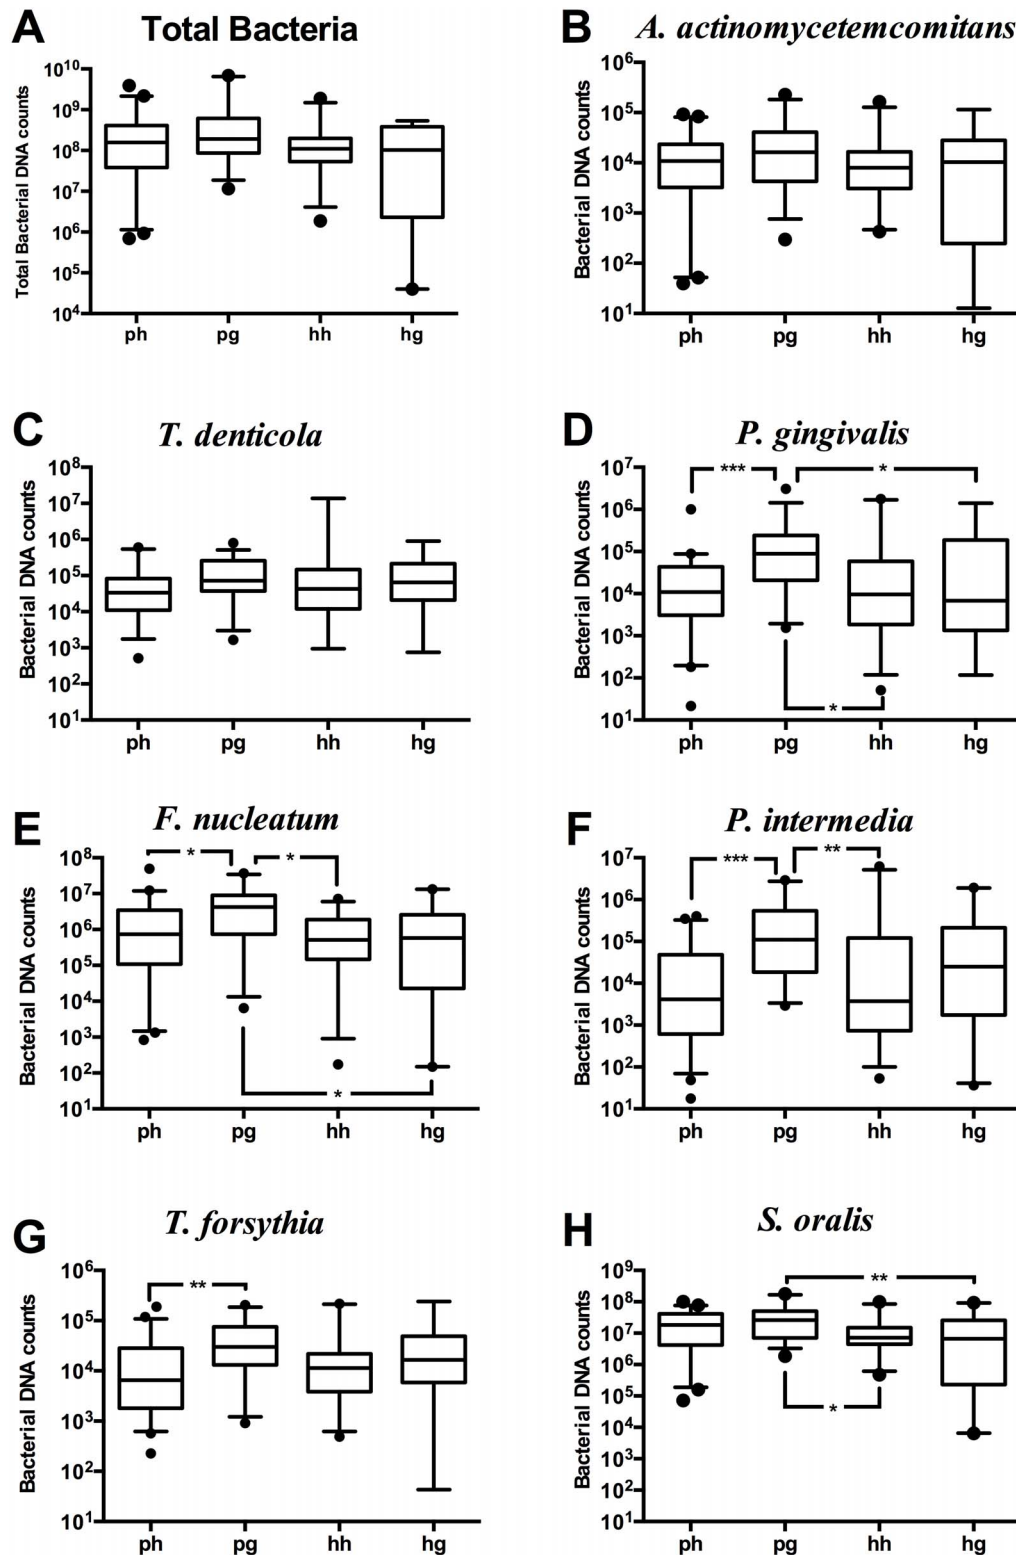 A Total Bacteria
Total Bacterial DNA counts
10^10
10^9
10^8
10^7
10^6
10^5
10^4
ph pg hh hg
B A. actinomycetemcomitans
Bacterial DNA counts
10^6
10^5
10^4
10^3
10^2
10^1
ph pg hh hg
C T. denticola
Bacterial DNA counts
10^8
10^7
10^6
10^5
10^4
10^3
10^2
10^1
ph pg hh hg
D P. gingivalis
Bacterial DNA counts
10^7
10^6
10^5
10^4
10^3
10^2
10^1
*** *
*
ph pg hh hg
E F. nucleatum
Bacterial DNA counts
10^8
10^7
10^6
10^5
10^4
10^3
10^2
10^1
* *
*
ph pg hh hg
F P. intermedia
Bacterial DNA counts
10^7
10^6
10^5
10^4
10^3
10^2
10^1
*** **
ph pg hh hg
G T. forsythia
Bacterial DNA counts
10^6
10^5
10^4
10^3
10^2
10^1
**
ph pg hh hg
H S. oralis
Bacterial DNA counts
10^9
10^8
10^7
10^6
10^5
10^4
10^3
10^2
10^1
**
*
ph pg hh hg